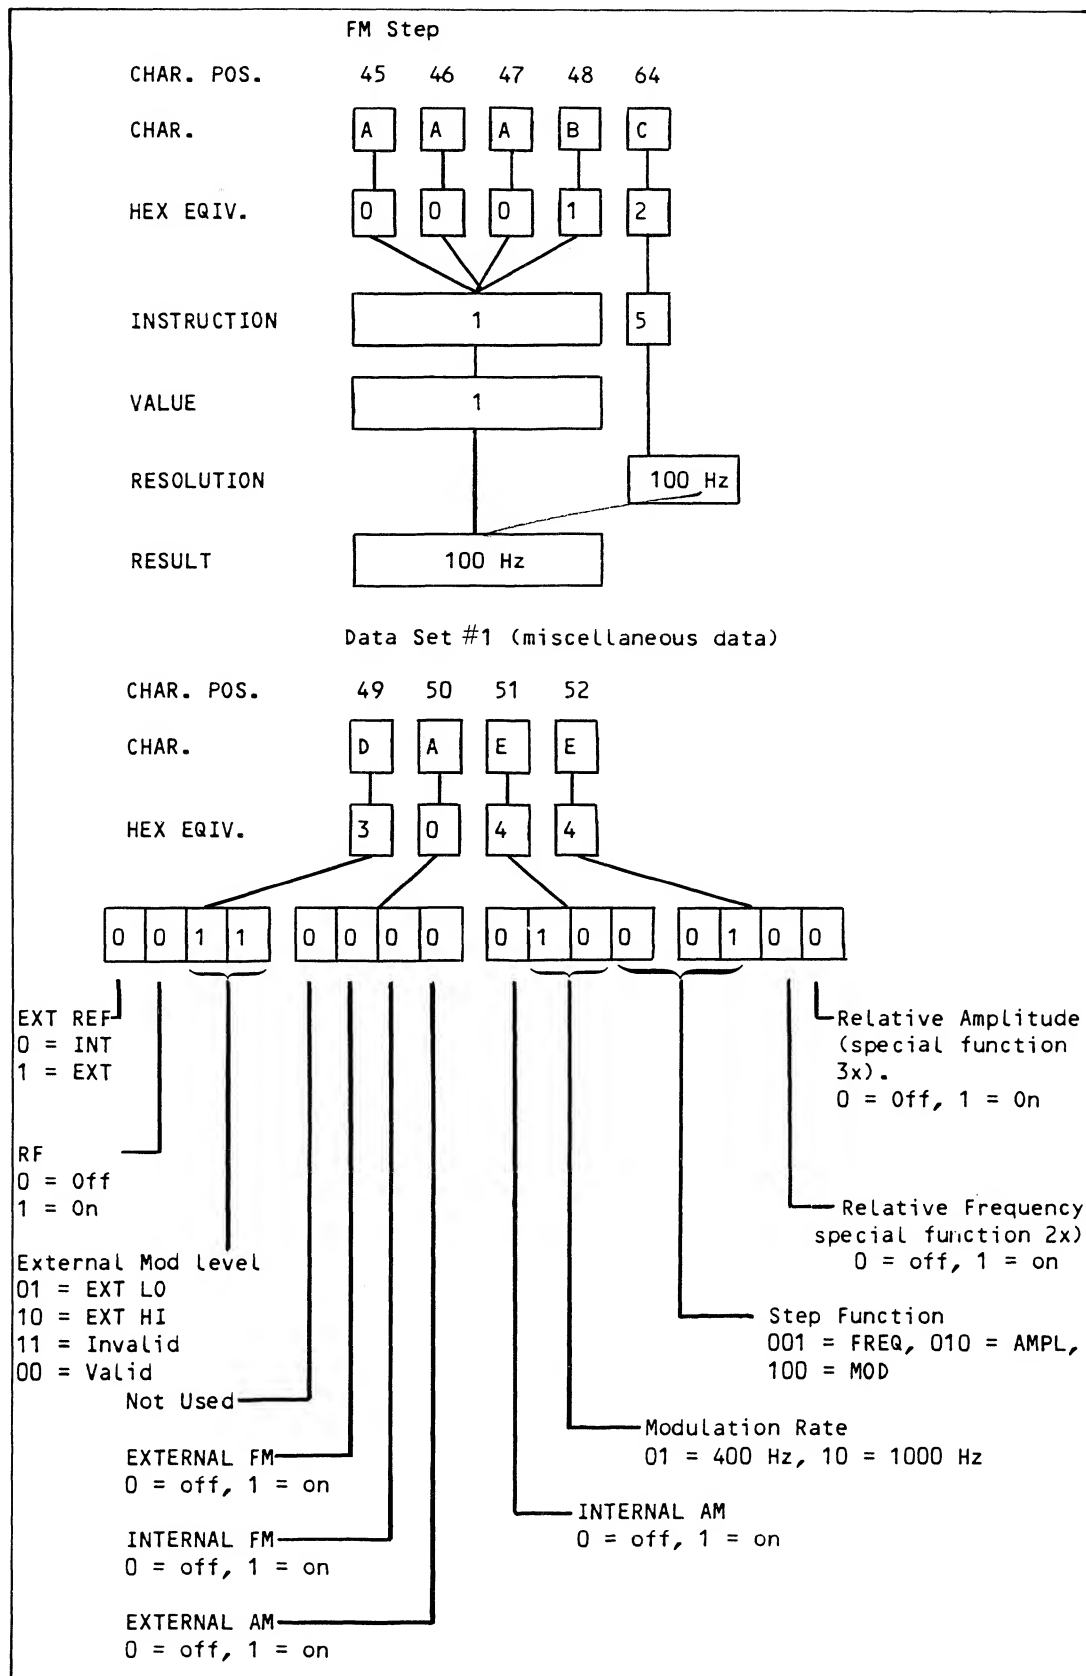 FM Step
CHAR. POS. 45 46 47 48 64
CHAR. A A A B C
HEX EQIV. 0 0 0 1 2
INSTRUCTION 1 5
VALUE 1
RESOLUTION 100 Hz
RESULT 100 Hz
Data Set #1 (miscellaneous data)
CHAR. POS. 49 50 51 52
CHAR. D A E E
HEX EQIV. 3 0 4 4
0 0 1 1 0 0 0 0 0 1 0 0 0 1 0 0
EXT REF
0 = INT
1 = EXT
Relative Amplitude
(special function
3x).
0 = Off, 1 = On
RF
0 = Off
1 = On
Relative Frequency
special function 2x)
0 = off, 1 = on
External Mod Level
01 = EXT LO
10 = EXT HI
11 = Invalid
00 = Valid
Step Function
001 = FREQ, 010 = AMPL,
100 = MOD
Not Used
Modulation Rate
01 = 400 Hz, 10 = 1000 Hz
EXTERNAL FM
0 = off, 1 = on
INTERNAL AM
0 = off, 1 = on
INTERNAL FM
0 = off, 1 = on
EXTERNAL AM
0 = off, 1 = on